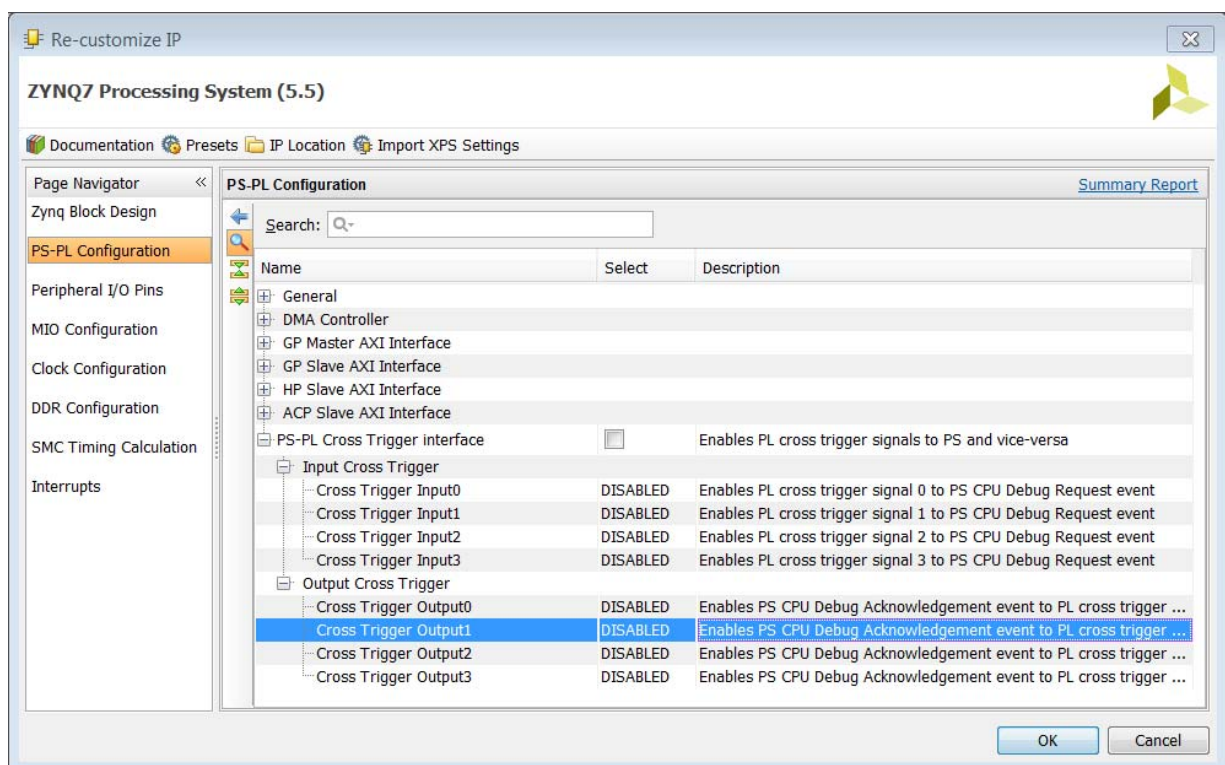 Re-customize IP
ZYNQ7 Processing System (5.5)
Documentation Presets IP Location Import XPS Settings
Page Navigator «
Zynq Block Design
PS-PL Configuration
Peripheral I/O Pins
MIO Configuration
Clock Configuration
DDR Configuration
SMC Timing Calculation
Interrupts
PS-PL Configuration Summary Report
Search:
Name Select Description
General
DMA Controller
GP Master AXI Interface
GP Slave AXI Interface
HP Slave AXI Interface
ACP Slave AXI Interface
PS-PL Cross Trigger interface Enables PL cross trigger signals to PS and vice-versa
Input Cross Trigger
Cross Trigger Input0 DISABLED Enables PL cross trigger signal 0 to PS CPU Debug Request event
Cross Trigger Input1 DISABLED Enables PL cross trigger signal 1 to PS CPU Debug Request event
Cross Trigger Input2 DISABLED Enables PL cross trigger signal 2 to PS CPU Debug Request event
Cross Trigger Input3 DISABLED Enables PL cross trigger signal 3 to PS CPU Debug Request event
Output Cross Trigger
Cross Trigger Output0 DISABLED Enables PS CPU Debug Acknowledgement event to PL cross trigger ...
Cross Trigger Output1 DISABLED Enables PS CPU Debug Acknowledgement event to PL cross trigger ...
Cross Trigger Output2 DISABLED Enables PS CPU Debug Acknowledgement event to PL cross trigger ...
Cross Trigger Output3 DISABLED Enables PS CPU Debug Acknowledgement event to PL cross trigger ...
OK Cancel